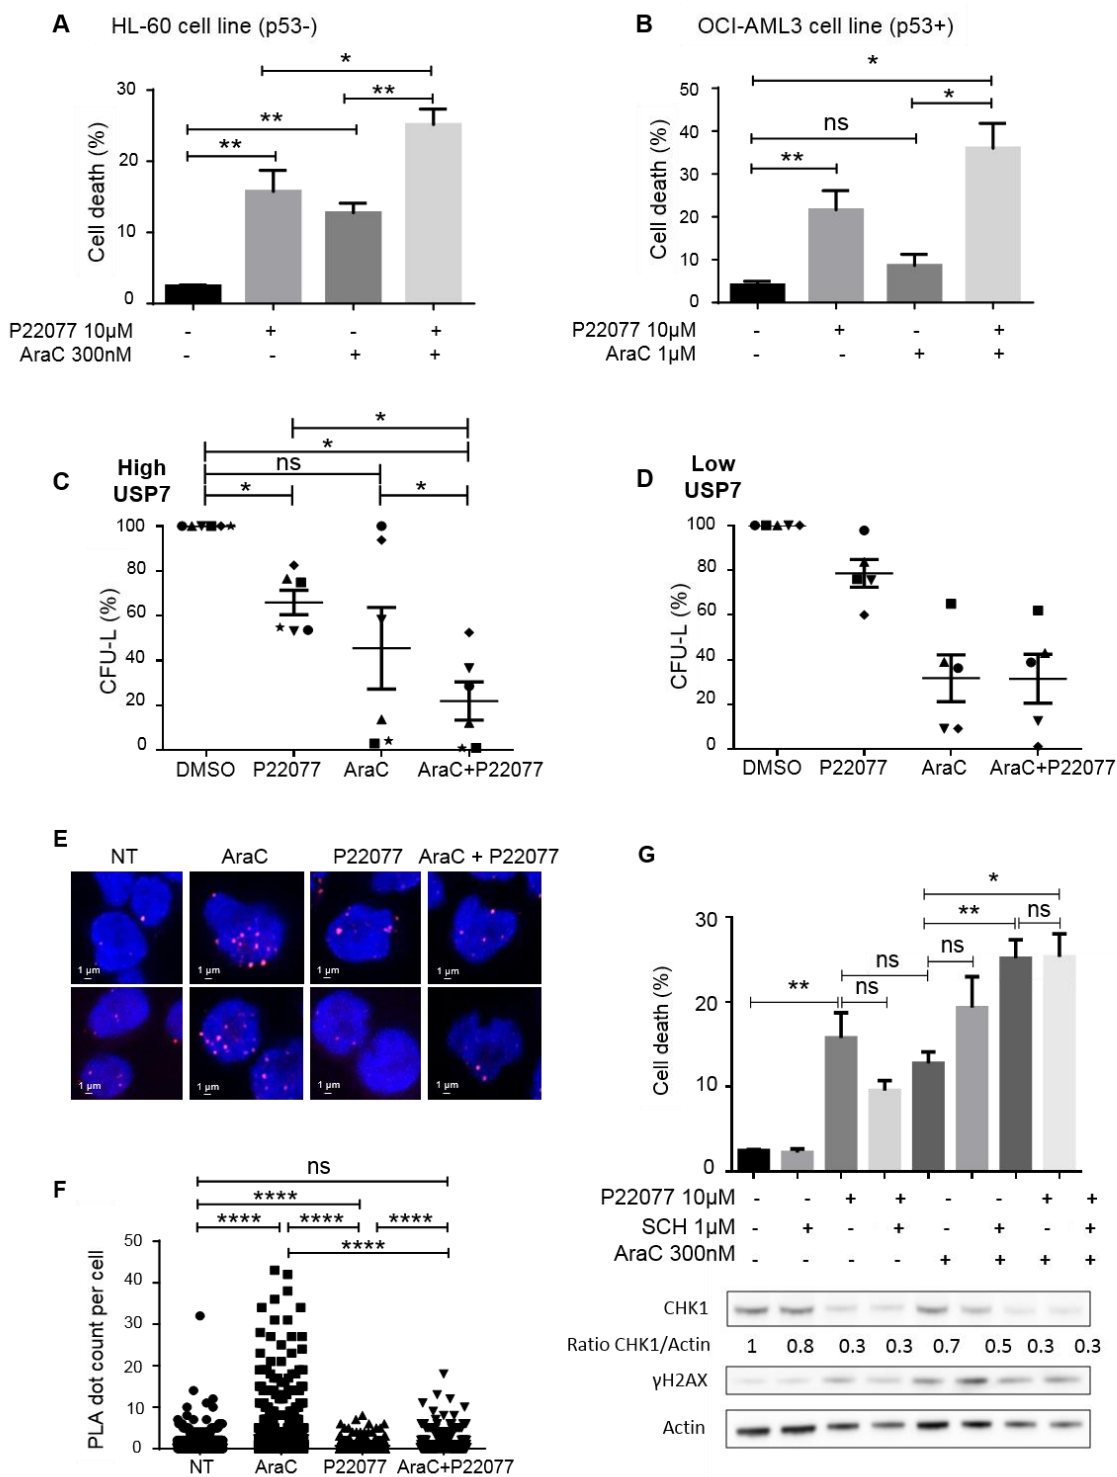 A HL-60 cell line (p53-)
Cell death (%)
30
20
10
0
*
**
**
**
P22077 10µM - + - +
AraC 300nM - - + +
B OCI-AML3 cell line (p53+)
Cell death (%)
50
40
30
20
10
0
*
*
ns
**
P22077 10µM - + - +
AraC 1µM - - + +
C High
USP7
*
*
ns
* *
CFU-L (%)
100
80
60
40
20
0
DMSO P22077 AraC AraC+P22077
D Low
USP7
CFU-L (%)
100
80
60
40
20
0
DMSO P22077 AraC AraC+P22077
E
NT AraC P22077 AraC + P22077
1 µm 1 µm 1 µm 1 µm
1 µm 1 µm 1 µm 1 µm
F
ns
****
**** **** ****
****
PLA dot count per cell
50
40
30
20
10
0
NT AraC P22077 AraC+P22077
G
Cell death (%)
30
20
10
0
*
** ns
ns
ns
** ns
P22077 10µM - - + + - - + +
SCH 1µM - + - + - + - +
AraC 300nM - - - - + + + +
CHK1
Ratio CHK1/Actin 1 0.8 0.3 0.3 0.7 0.5 0.3 0.3
γH2AX
Actin